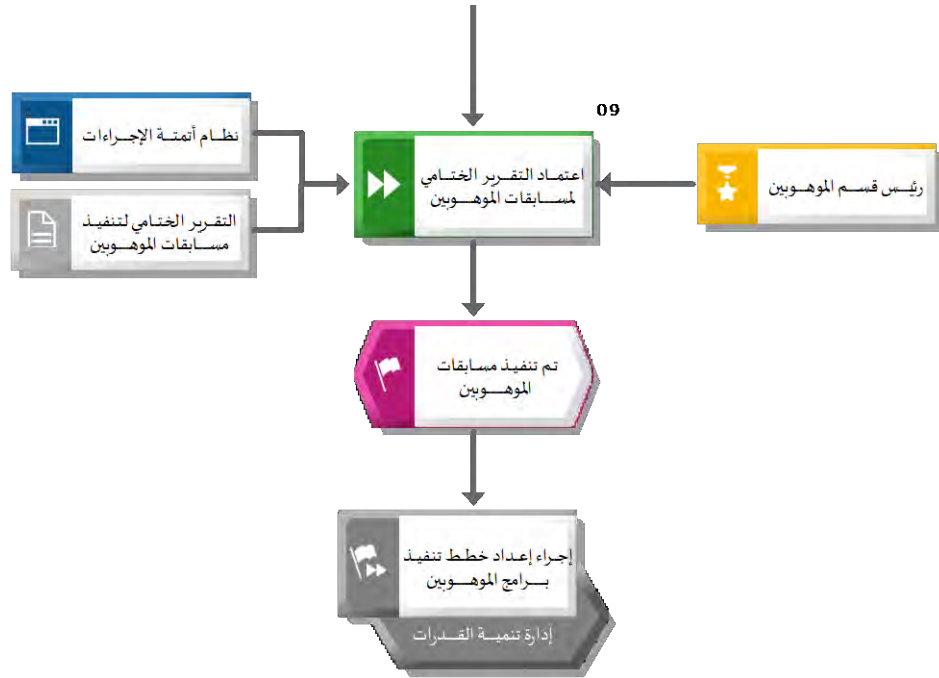 09
نظام أتمتة الإجراءات
اعتماد التقرير الختامي
لمسابقات الموهوبين
رئيس قسم الموهوبين
التقرير الختامي لتنفيذ
مسابقات الموهوبين
تم تنفيذ مسابقات
الموهوبين
إجراء إعداد خطط تنفيذ
برامج الموهوبين
إدارة تنمية القدرات